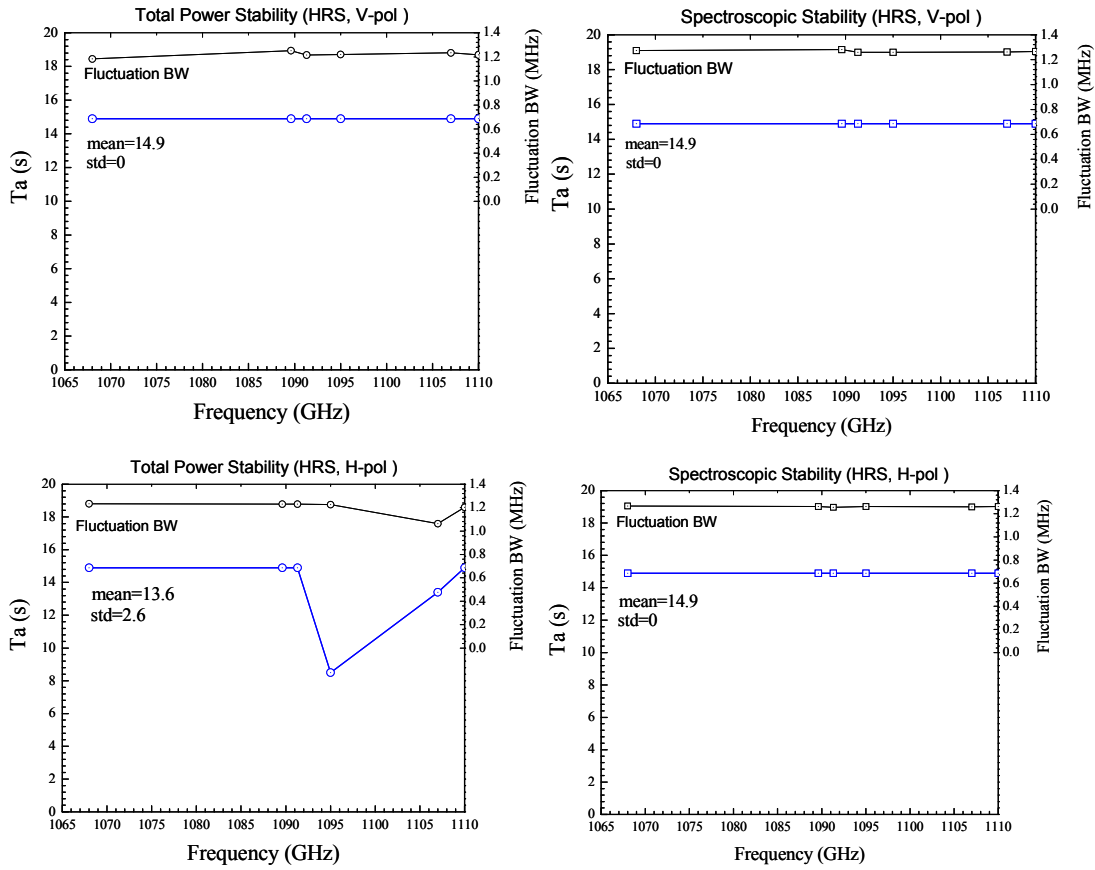 Total Power Stability (HRS, V-pol )
20
18
16
14
12
10
8
6
4
2
0
Ta (s)
Fluctuation BW
mean=14.9
std=0
1.4
1.2
1.0
0.8
0.6
0.4
0.2
0.0
Fluctuation BW (MHz)
1065 1070 1075 1080 1085 1090 1095 1100 1105 1110
Frequency (GHz)
Spectroscopic Stability (HRS, V-pol )
20
18
16
14
12
10
8
6
4
2
0
Ta (s)
Fluctuation BW
mean=14.9
std=0
1.4
1.2
1.0
0.8
0.6
0.4
0.2
0.0
Fluctuation BW (MHz)
1065 1070 1075 1080 1085 1090 1095 1100 1105 1110
Frequency (GHz)
Total Power Stability (HRS, H-pol )
20
18
16
14
12
10
8
6
4
2
0
Ta (s)
Fluctuation BW
mean=13.6
std=2.6
1.4
1.2
1.0
0.8
0.6
0.4
0.2
0.0
Fluctuation BW (MHz)
1065 1070 1075 1080 1085 1090 1095 1100 1105 1110
Frequency (GHz)
Spectroscopic Stability (HRS, H-pol )
20
18
16
14
12
10
8
6
4
2
0
Ta (s)
Fluctuation BW
mean=14.9
std=0
1.4
1.2
1.0
0.8
0.6
0.4
0.2
0.0
Fluctuation BW (MHz)
1065 1070 1075 1080 1085 1090 1095 1100 1105 1110
Frequency (GHz)